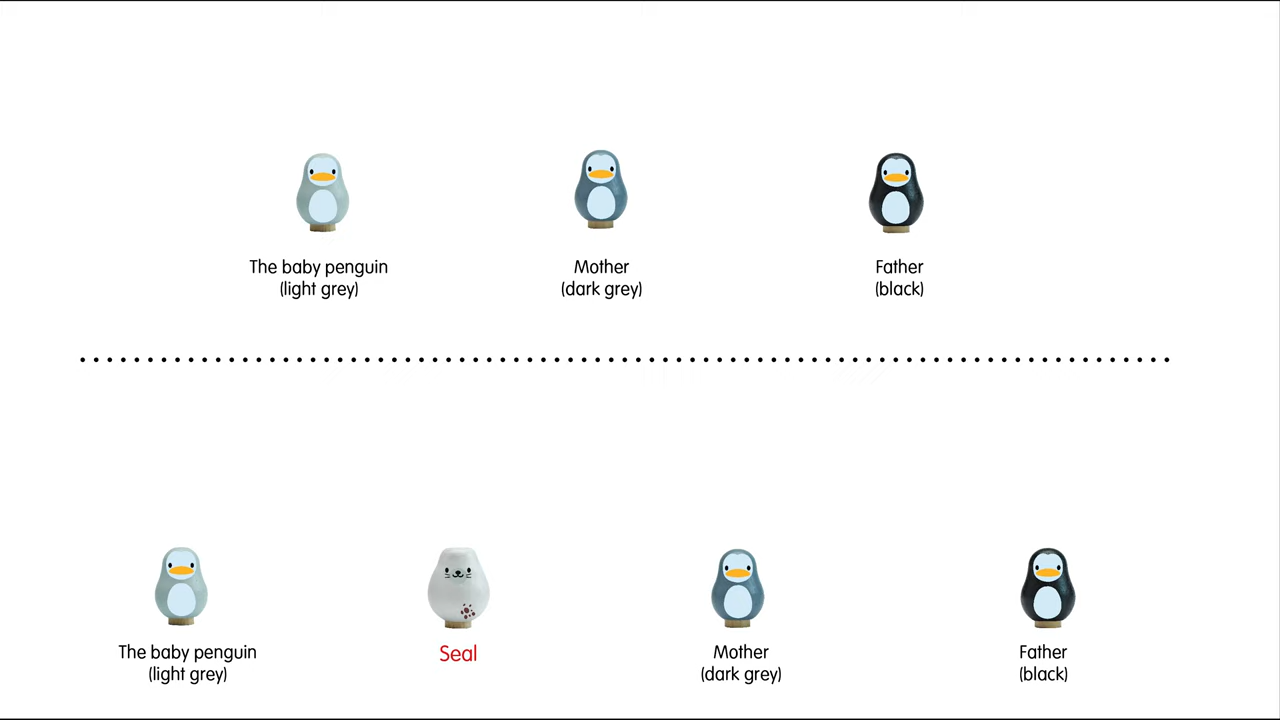 The baby penguin
(light grey)
Mother
(dark grey)
Father
(black)
The baby penguin
(light grey)
Seal
Mother
(dark grey)
Father
(black)